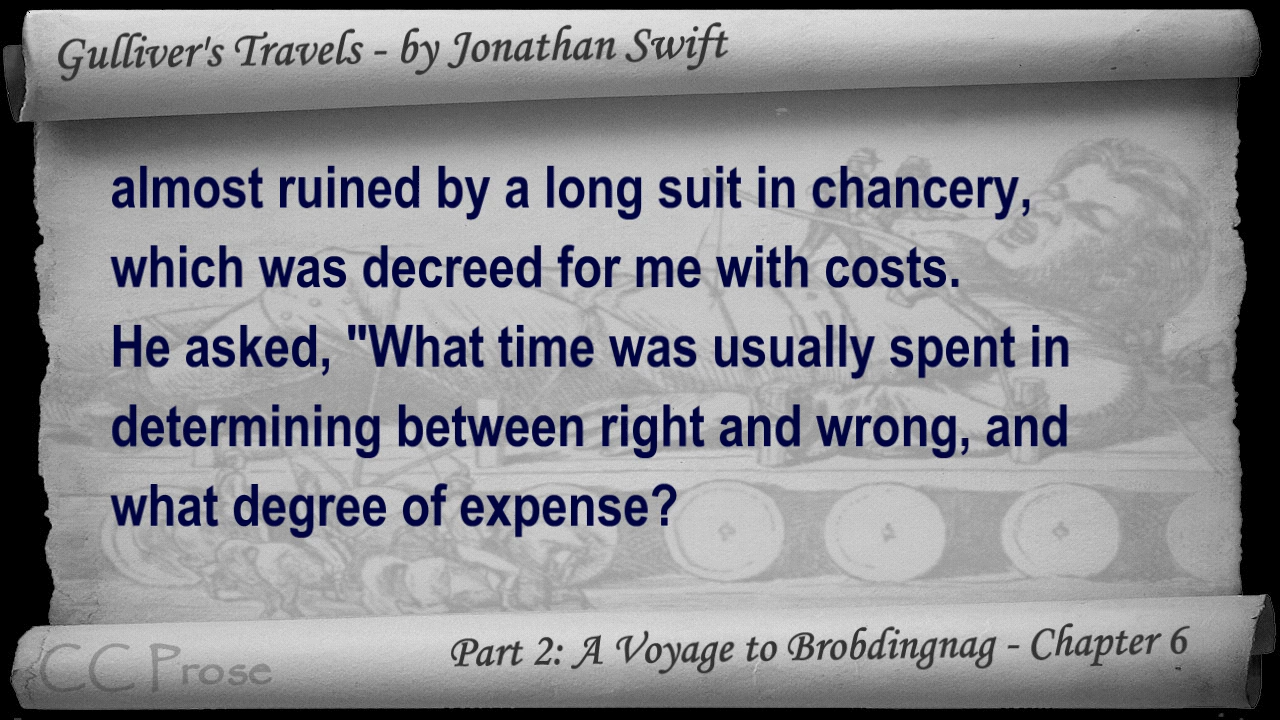 Gulliver's Travels - by Jonathan Swift
almost ruined by a long suit in chancery,
which was decreed for me with costs.
He asked, "What time was usually spent in
determining between right and wrong, and
what degree of expense?
Part 2: A Voyage to Brobdingnag - Chapter 6
CC Prose